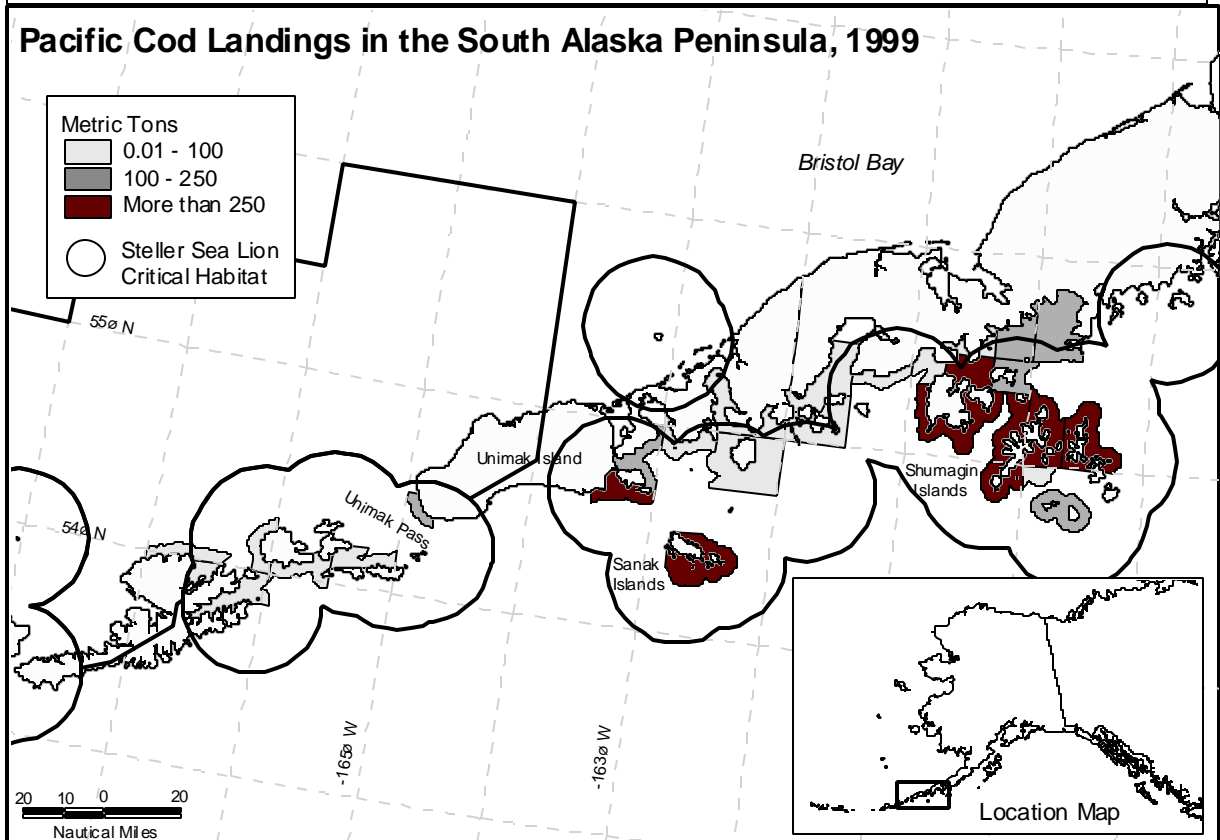 Pacific Cod Landings in the South Alaska Peninsula, 1999
Metric Tons
0.01 - 100
100 - 250
More than 250
Steller Sea Lion
Critical Habitat
Bristol Bay
55ø N
Unimak Island
Unimak Pass
Shumagin
Islands
54ø N
Sanak
Islands
-165ø W
-163ø W
20 10 0 20
Nautical Miles
Location Map